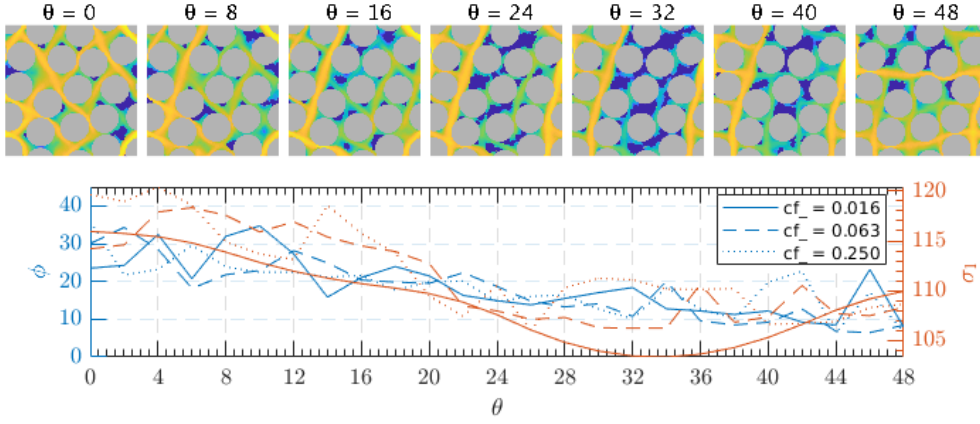 θ = 0 θ = 8 θ = 16 θ = 24 θ = 32 θ = 40 θ = 48
40 120
cf_ = 0.016
30 115
cf_ = 0.063
ϕ 20 cf_ = 0.250 σ1
110
10
105
0 103
0 4 8 12 14 16 20 24 28 32 36 40 44 48
θ